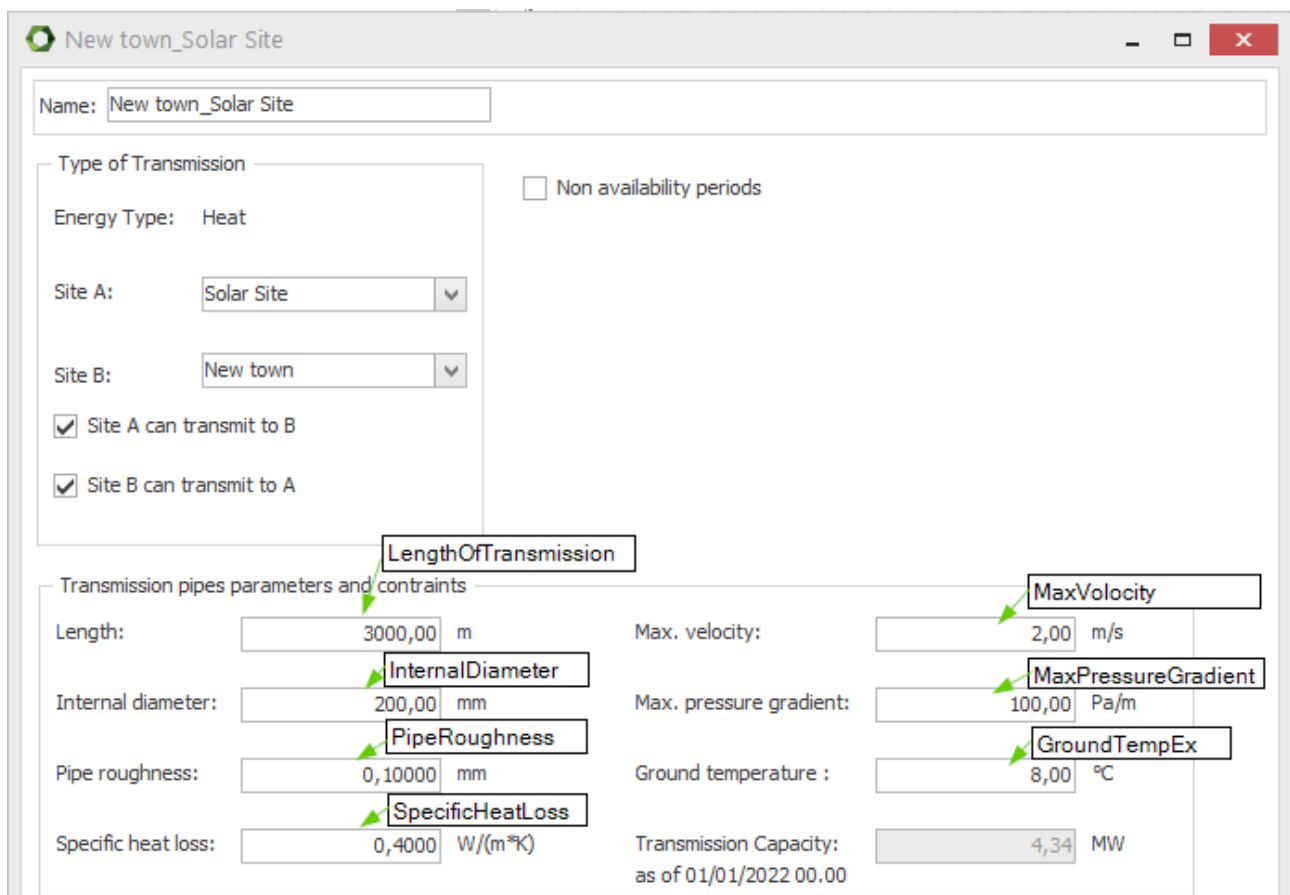 New town_Solar Site
Name: New town_Solar Site
Type of Transmission
Non availability periods
Energy Type: Heat
Site A: Solar Site
Site B: New town
Site A can transmit to B
Site B can transmit to A
LengthOfTransmission
Transmission pipes parameters and contraints
MaxVolocity
Length: 3000,00 m Max. velocity: 2,00 m/s
InternalDiameter
MaxPressureGradient
Internal diameter: 200,00 mm Max. pressure gradient: 100,00 Pa/m
PipeRoughness
GroundTempEx
Pipe roughness: 0,10000 mm Ground temperature : 8,00 ºC
SpecificHeatLoss
Specific heat loss: 0,4000 W/(m*K) Transmission Capacity: 4,34 MW
as of 01/01/2022 00.00